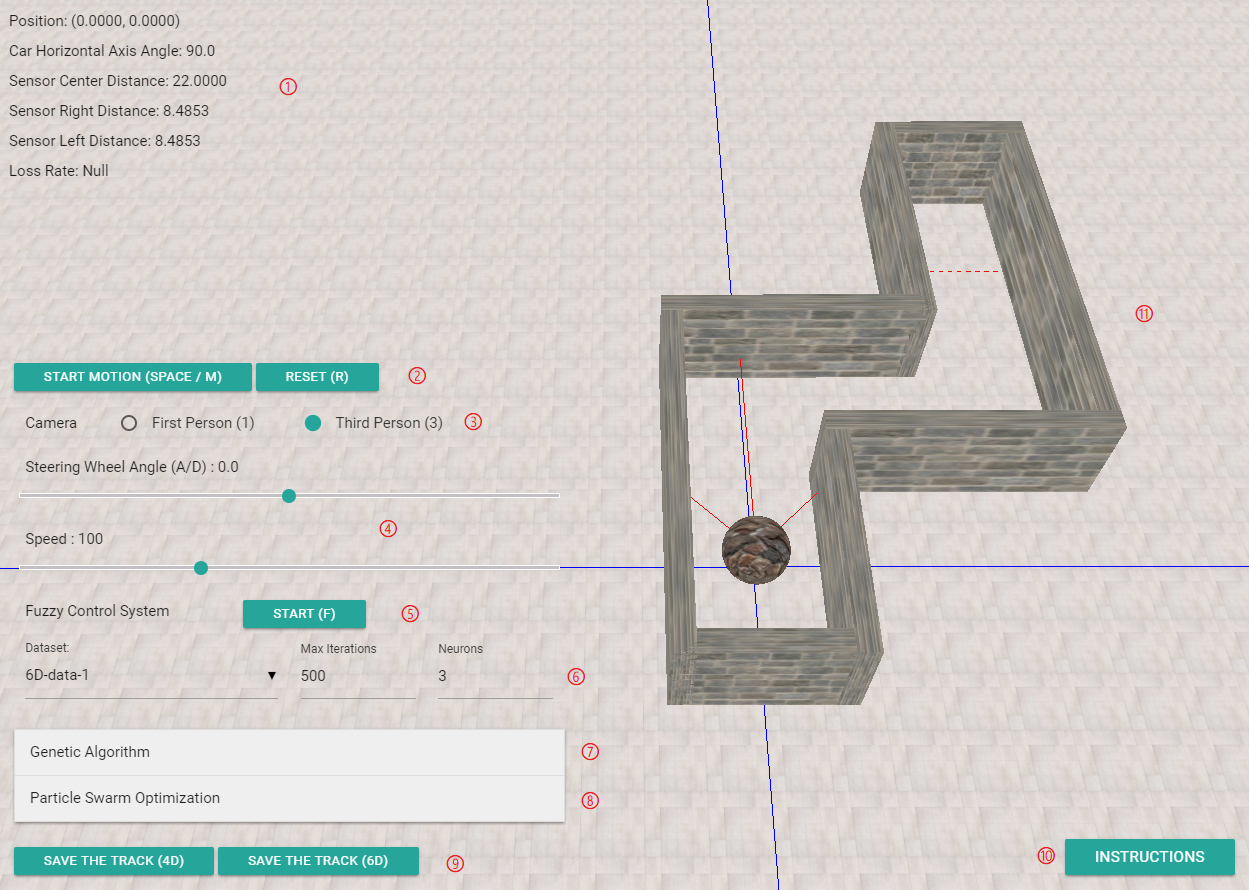 Position: (0.0000, 0.0000)
Car Horizontal Axis Angle: 90.0
Sensor Center Distance: 22.0000
①
Sensor Right Distance: 8.4853
Sensor Left Distance: 8.4853
Loss Rate: Null
⑪
START MOTION (SPACE / M) RESET (R) ②
Camera First Person (1) Third Person (3) ③
Steering Wheel Angle (A/D) : 0.0
④
Speed : 100
Fuzzy Control System START (F) ⑤
Dataset: Max Iterations Neurons
6D-data-1 ▼ 500 3 ⑥
Genetic Algorithm ⑦
Particle Swarm Optimization ⑧
SAVE THE TRACK (4D) SAVE THE TRACK (6D) ⑨
⑩ INSTRUCTIONS